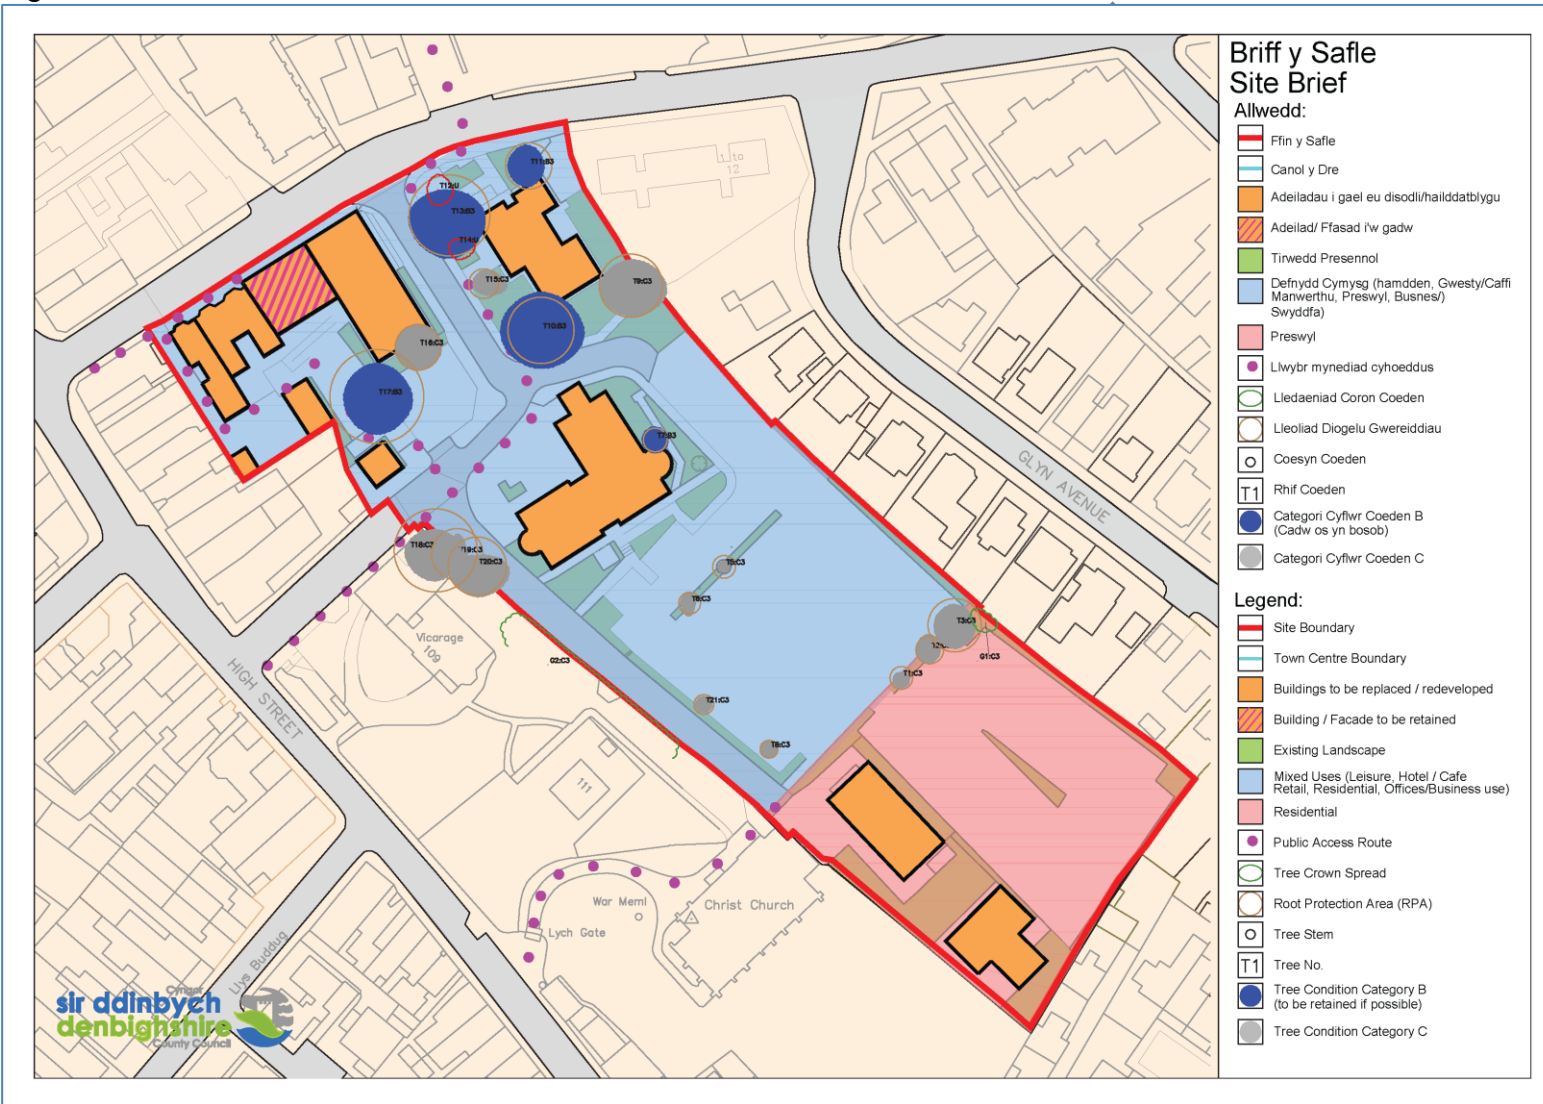 Briff y Safle
Site Brief
Allwedd:
Ffin y Safle
Canol y Dre
Adeiladau i gael eu disodli/hailddatblygu
Adeilad/ Ffasad i'w gadw
Tirwedd Presennol
Defnydd Cymysg (hamdden, Gwesty/Caffi
Manwerthu, Preswyl, Busnes/)
Swyddfa)
Preswyl
Llwybr mynediad cyhoeddus
Lledaeniad Coron Coeden
Lleoliad Diogelu Gwereiddiau
Coesyn Coeden
T1 Rhif Coeden
Categori Cyflwr Coeden B
(Cadw os yn bosob)
Categori Cyflwr Coeden C
Legend:
Site Boundary
Town Centre Boundary
Buildings to be replaced / redeveloped
Building / Facade to be retained
Existing Landscape
Mixed Uses (Leisure, Hotel / Cafe
Retail, Residential, Offices/Business use)
Residential
Public Access Route
Tree Crown Spread
Root Protection Area (RPA)
Tree Stem
T1 Tree No.
Tree Condition Category B
(to be retained if possible)
Tree Condition Category C
1 to
12
T11:B3
T12:U
T13:B3
T14:U
T15:C3
T9:C3
T10:B3
T16:C3
T17:B3
T7:B3
T18:C3
T19:C3
T20:C3
T5:C3
T6:C3
T3:C3
G1:C3
T1:C3
T21:C3
T8:C3
G2:C3
GLYN AVENUE
HIGH STREET
Vicarage
109
111
War Meml
Christ Church
Lych Gate
Llys Buddug
Cyngor
sir ddinbych
denbighshire
County Council